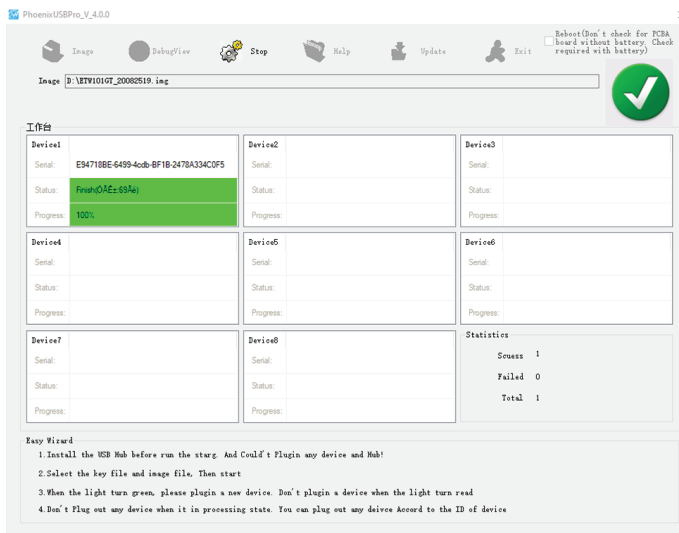 PhoenixUSBPro_V_4.0.0
Image DebugView Stop Help Update Exit
Reboot(Don't check for PCBA
board without battery. Check
required with battery)
Image D:\ETW101GT_20082519.img
工作台
Device1 Device2 Device3
Serial: E94718BE-6499-4cdb-BF1B-2478A334C0F5 Serial: Serial:
Status: Finish(ÓÃÊ±:69Ãë) Status: Status:
Progress: 100% Progress: Progress:
Device4 Device5 Device6
Serial: Serial: Serial:
Status: Status: Status:
Progress: Progress: Progress:
Device7 Device8 Statistics
Serial: Serial: Scuess 1
Status: Status: Failed 0
Progress: Progress: Total 1
Easy Wizard
1.Install the USB Hub before run the starg. And Could't Plugin any device and Hub!
2.Select the key file and image file, Then start
3.When the light turn green, please plugin a new device. Don't plugin a device when the light turn read
4.Don't Plug out any device when it in processing state. You can plug out any deivce Accord to the ID of device